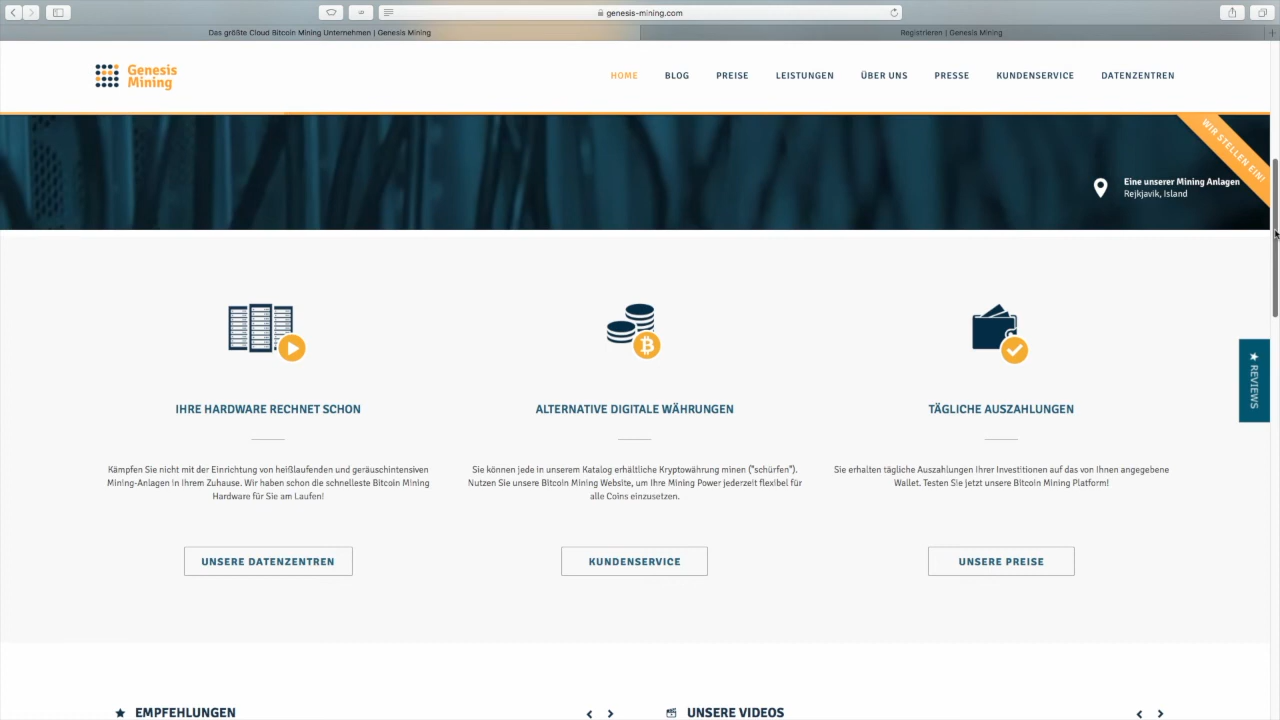 genesis-mining.com
Das größte Cloud Bitcoin Mining Unternehmen | Genesis Mining
Registrieren | Genesis Mining
Genesis
Mining
HOME
BLOG
PREISE
LEISTUNGEN
ÜBER UNS
PRESSE
KUNDENSERVICE
DATENZENTREN
WIR STELLEN EIN!
Eine unserer Mining Anlagen
Rejkjavik, Island
REVIEWS
IHRE HARDWARE RECHNET SCHON
Kämpfen Sie nicht mit der Einrichtung von heißlaufenden und geräuschintensiven
Mining-Anlagen in Ihrem Zuhause. Wir haben schon die schnellste Bitcoin Mining
Hardware für Sie am Laufen!
UNSERE DATENZENTREN
ALTERNATIVE DIGITALE WÄHRUNGEN
Sie können jede in unserem Katalog erhältliche Kryptowährung minen ("schürfen").
Nutzen Sie unsere Bitcoin Mining Website, um Ihre Mining Power jederzeit flexibel für
alle Coins einzusetzen.
KUNDENSERVICE
TÄGLICHE AUSZAHLUNGEN
Sie erhalten tägliche Auszahlungen Ihrer Investitionen auf das von Ihnen angegebene
Wallet. Testen Sie jetzt unsere Bitcoin Mining Platform!
UNSERE PREISE
EMPFEHLUNGEN
UNSERE VIDEOS